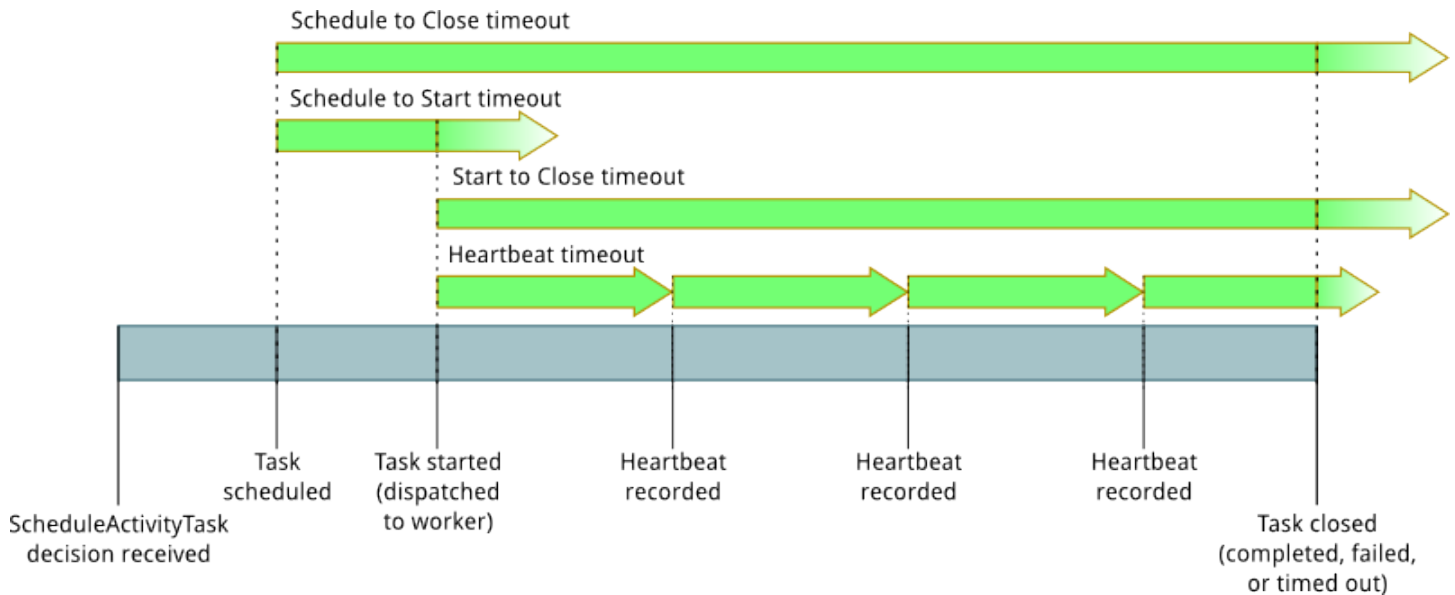 Schedule to Close timeout
Schedule to Start timeout
Start to Close timeout
Heartbeat timeout
Task
scheduled
Task started
(dispatched
to worker)
Heartbeat
recorded
Heartbeat
recorded
Heartbeat
recorded
ScheduleActivityTask
decision received
Task closed
(completed, failed,
or timed out)